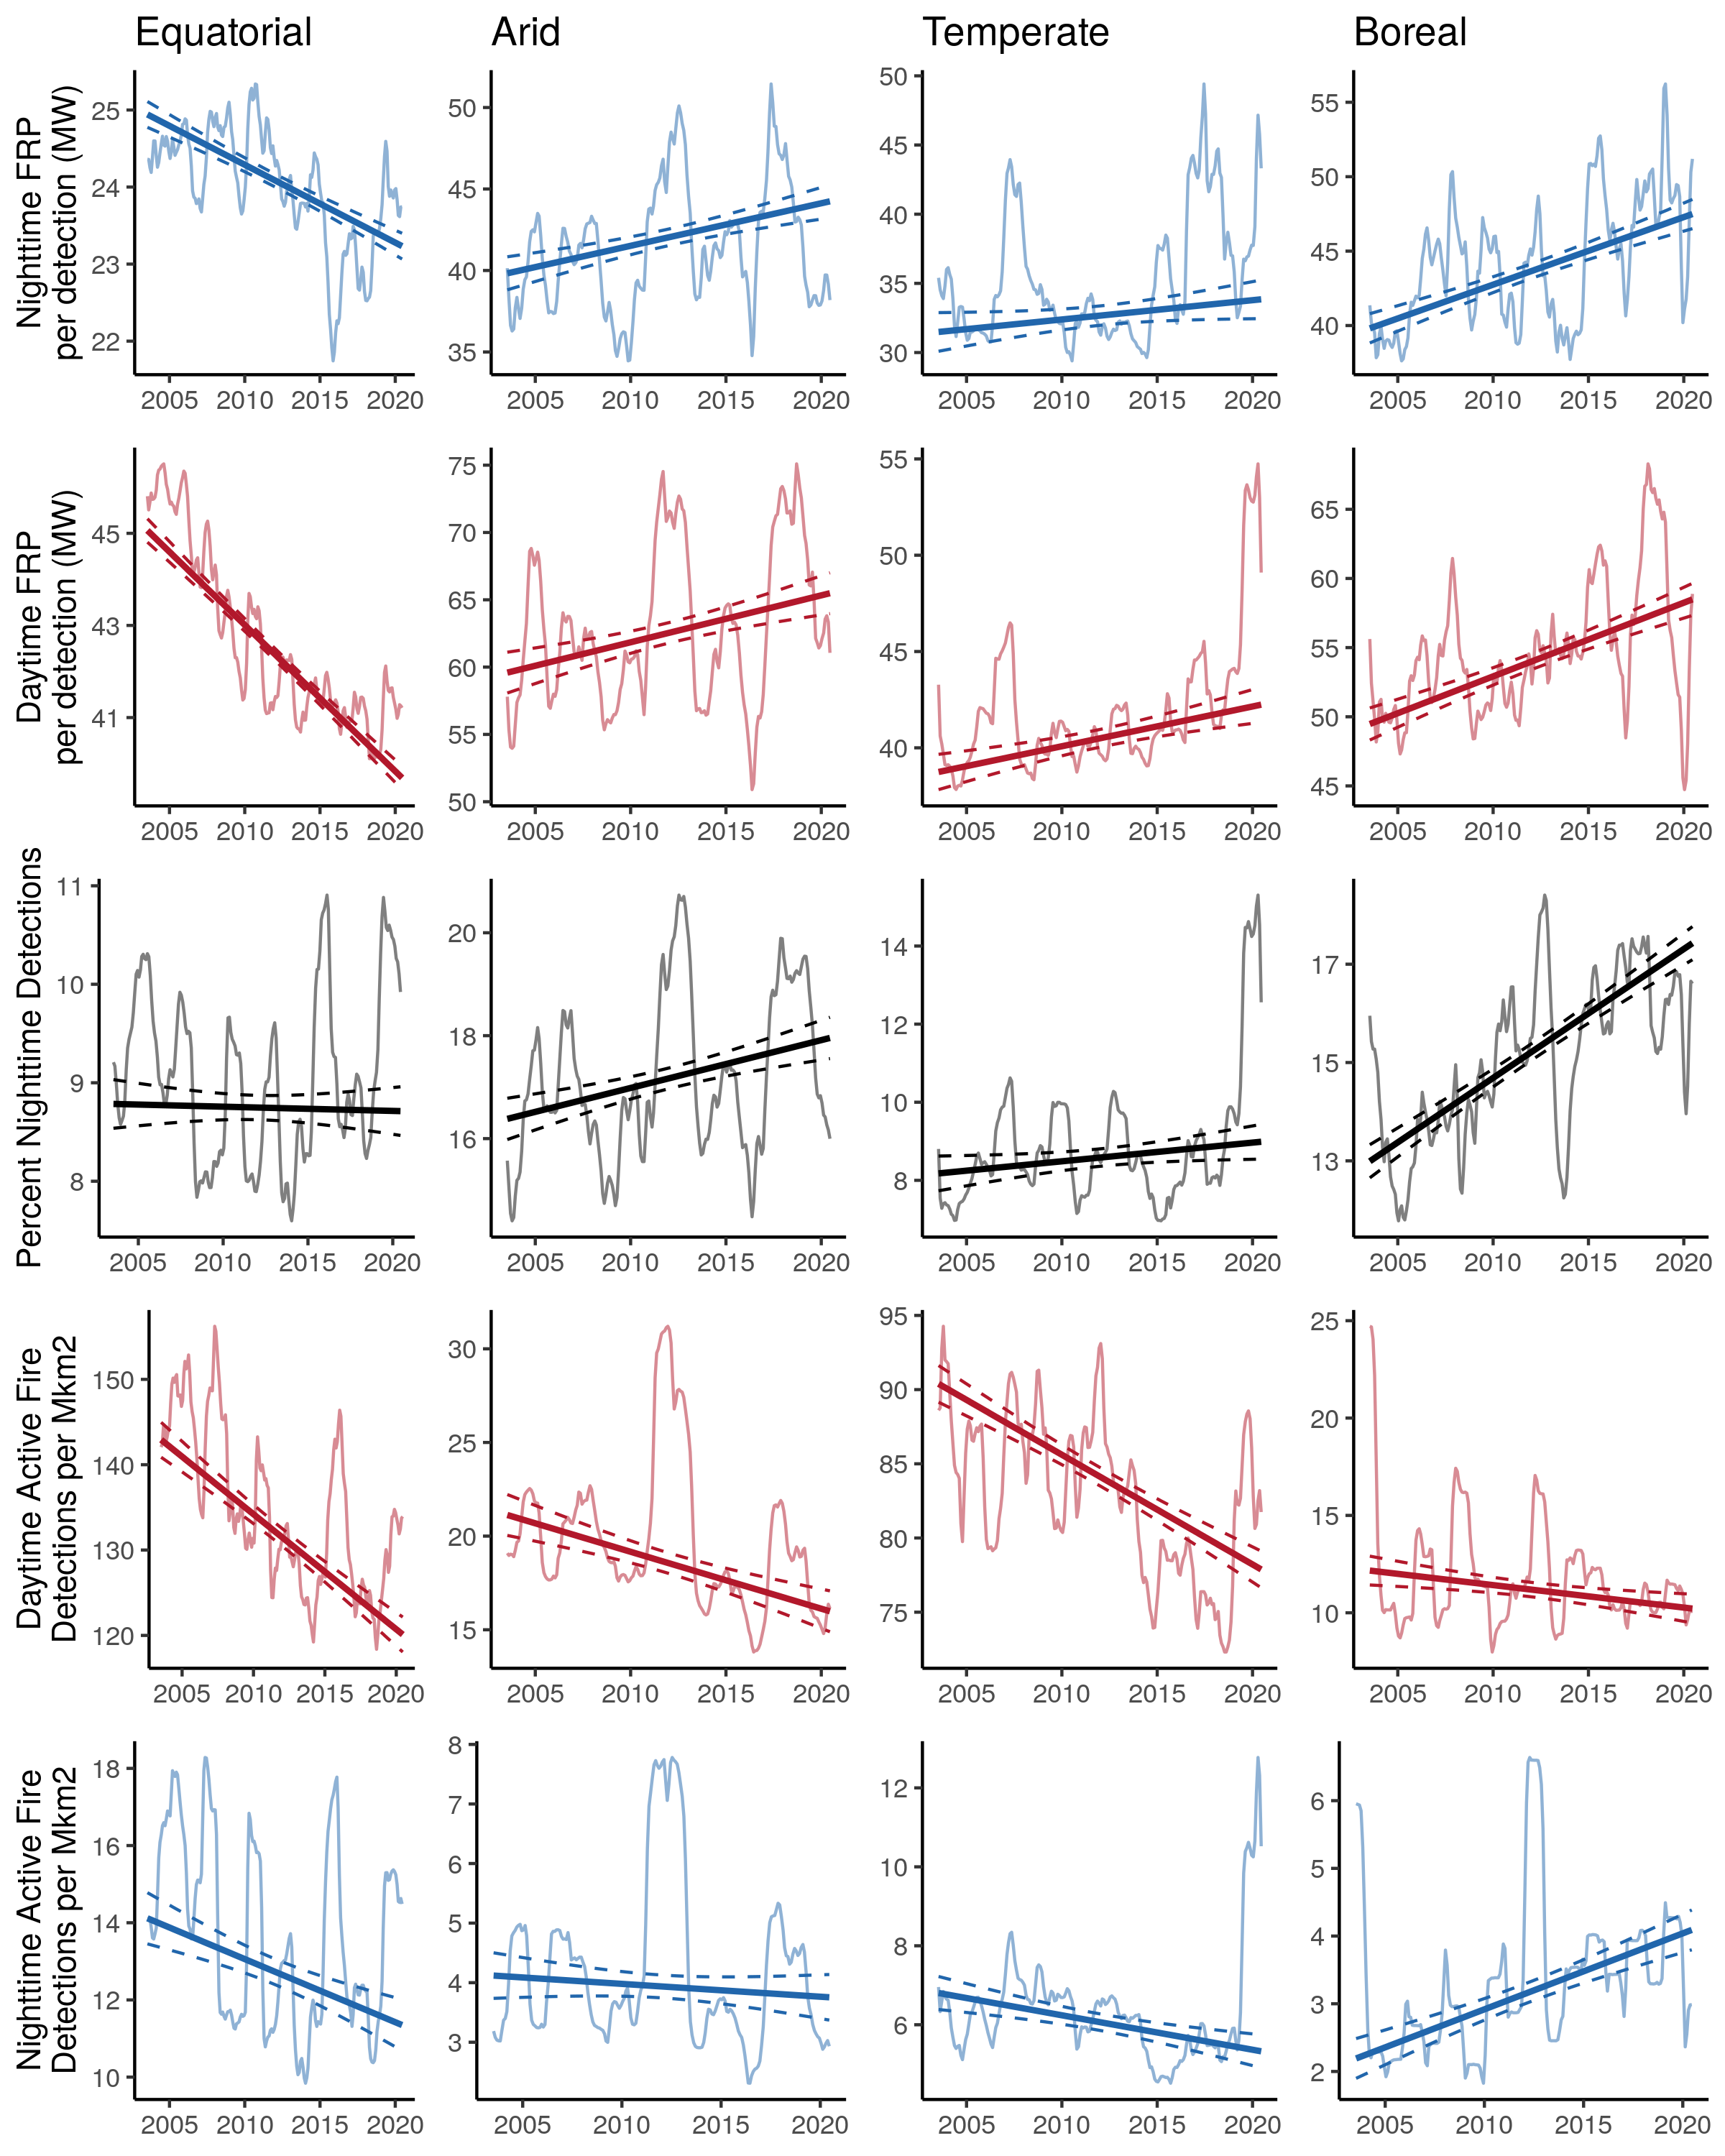 Equatorial Arid Temperate Boreal
Nighttime FRP
per detection (MW)
25
24
23
22
2005 2010 2015 2020
50
45
40
35
2005 2010 2015 2020
50
45
40
35
30
2005 2010 2015 2020
55
50
45
40
2005 2010 2015 2020
Daytime FRP
per detection (MW)
45
43
41
2005 2010 2015 2020
75
70
65
60
55
50
2005 2010 2015 2020
55
50
45
40
2005 2010 2015 2020
65
60
55
50
45
2005 2010 2015 2020
Percent Nighttime Detections
11
10
9
8
2005 2010 2015 2020
20
18
16
2005 2010 2015 2020
14
12
10
8
2005 2010 2015 2020
17
15
13
2005 2010 2015 2020
Daytime Active Fire
Detections per Mkm2
150
140
130
120
2005 2010 2015 2020
30
25
20
15
2005 2010 2015 2020
95
90
85
80
75
2005 2010 2015 2020
25
20
15
10
2005 2010 2015 2020
Nighttime Active Fire
Detections per Mkm2
18
16
14
12
10
2005 2010 2015 2020
8
7
6
5
4
3
2005 2010 2015 2020
12
10
8
6
2005 2010 2015 2020
6
5
4
3
2
2005 2010 2015 2020